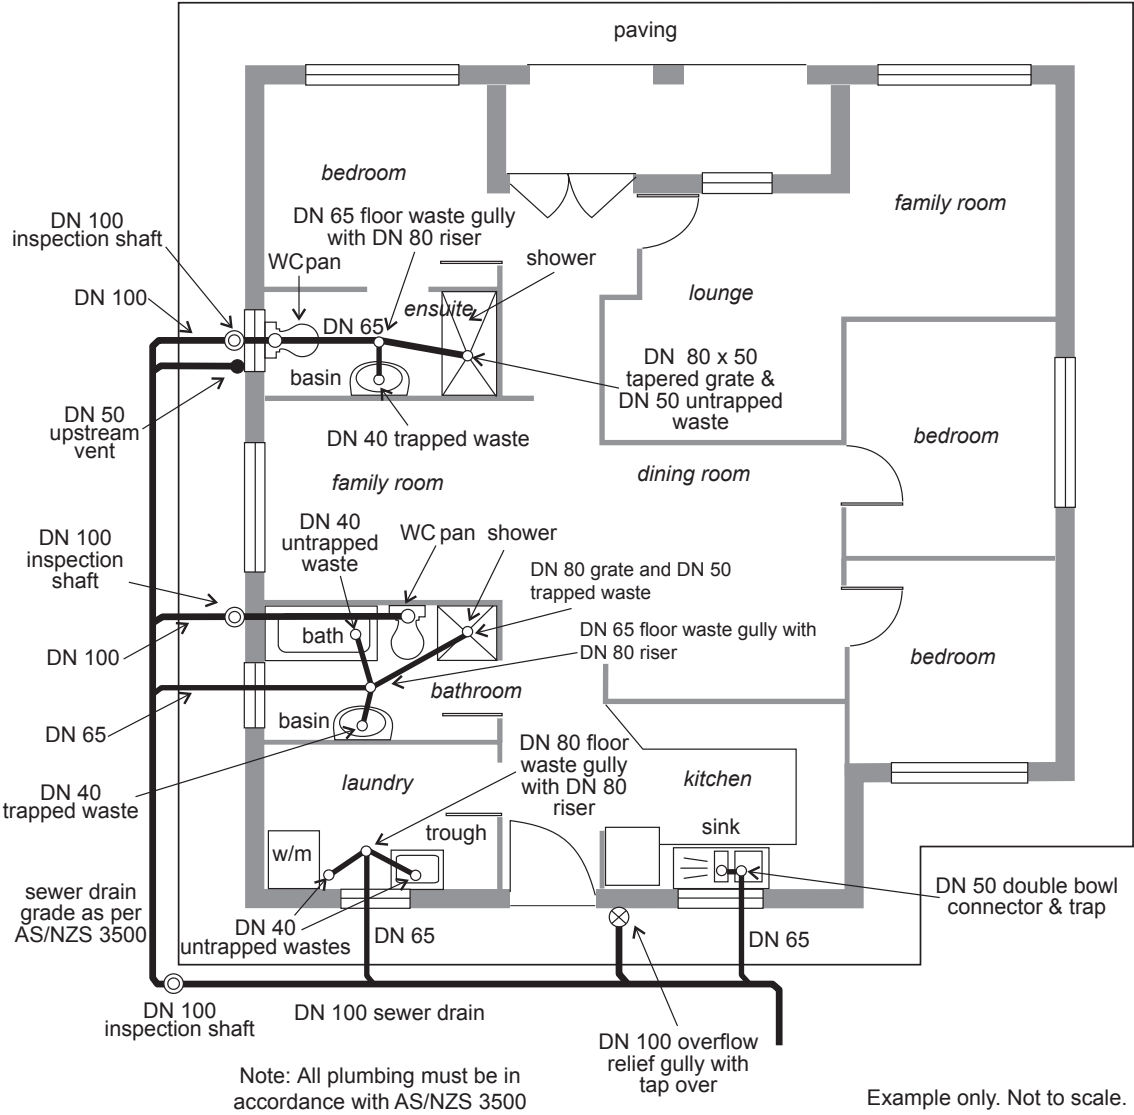 paving
bedroom
family room
DN 65 floor waste gully
with DN 80 riser
DN 100
inspection shaft
WC pan
shower
DN 100
ensuite
lounge
DN 65
basin
DN 80 x 50
tapered grate &
DN 50 untrapped
waste
DN 50
upstream
vent
DN 40 trapped waste
bedroom
family room
dining room
DN 40
untrapped
waste
WC pan
shower
DN 100
inspection
shaft
DN 80 grate and DN 50
trapped waste
bath
DN 65 floor waste gully with
DN 80 riser
DN 100
bedroom
bathroom
basin
DN 65
DN 80 floor
waste gully
with DN 80
riser
DN 40
trapped waste
laundry
kitchen
trough
sink
w/m
sewer drain
grade as per
AS/NZS 3500
DN 40
untrapped wastes
DN 65
DN 65
DN 50 double bowl
connector & trap
DN 100
inspection shaft
DN 100 sewer drain
DN 100 overflow
relief gully with
tap over
Note: All plumbing must be in
accordance with AS/NZS 3500
Example only. Not to scale.